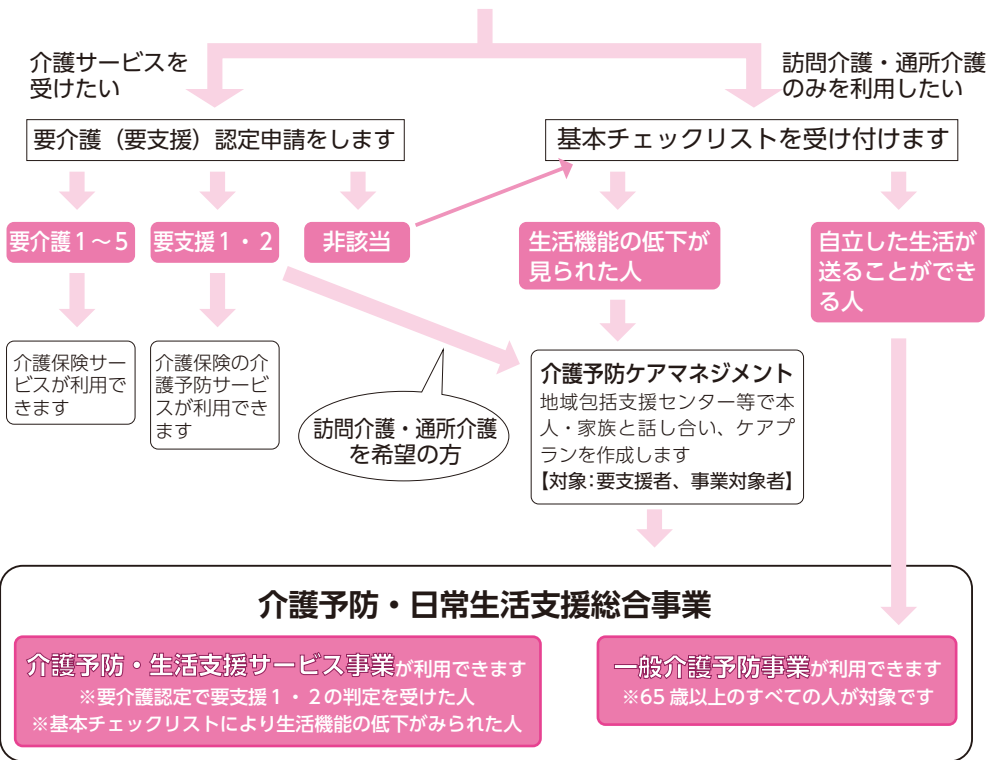 介護サービスを
受けたい
訪問介護・通所介護
のみを利用したい
要介護（要支援）認定申請をします
基本チェックリストを受け付けます
要介護1～5
要支援1・2
非該当
生活機能の低下が
見られた人
自立した生活が
送ることができ
る人
介護保険サー
ビスが利用で
きます
介護保険の介
護予防サービ
スが利用でき
ます
訪問介護・通所介護
を希望の方
介護予防ケアマネジメント
地域包括支援センター等で本
人・家族と話し合い、ケアプ
ランを作成します
【対象：要支援者、事業対象者】
介護予防・日常生活支援総合事業
介護予防・生活支援サービス事業が利用できます
※要介護認定で要支援1・2の判定を受けた人
※基本チェックリストにより生活機能の低下がみられた人
一般介護予防事業が利用できます
※65歳以上のすべての人が対象です